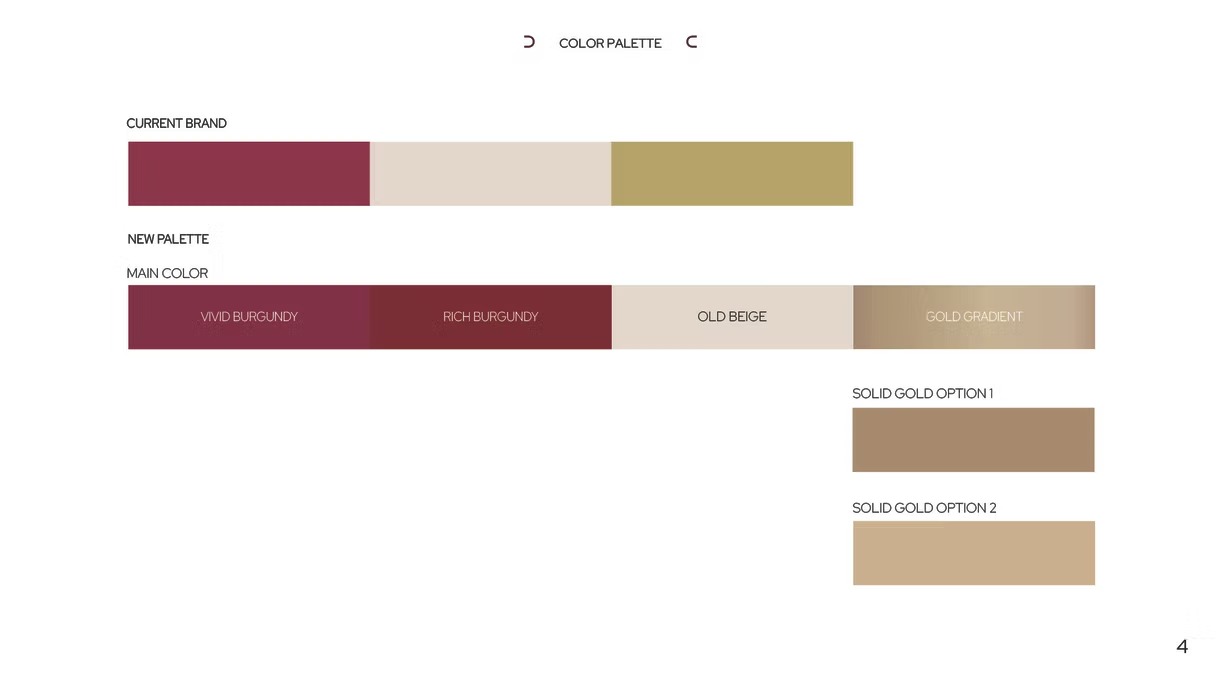 COLOR PALETTE
CURRENT BRAND
NEW PALETTE
MAIN COLOR
VIVID BURGUNDY
RICH BURGUNDY
OLD BEIGE
GOLD GRADIENT
SOLID GOLD OPTION 1
SOLID GOLD OPTION 2
4